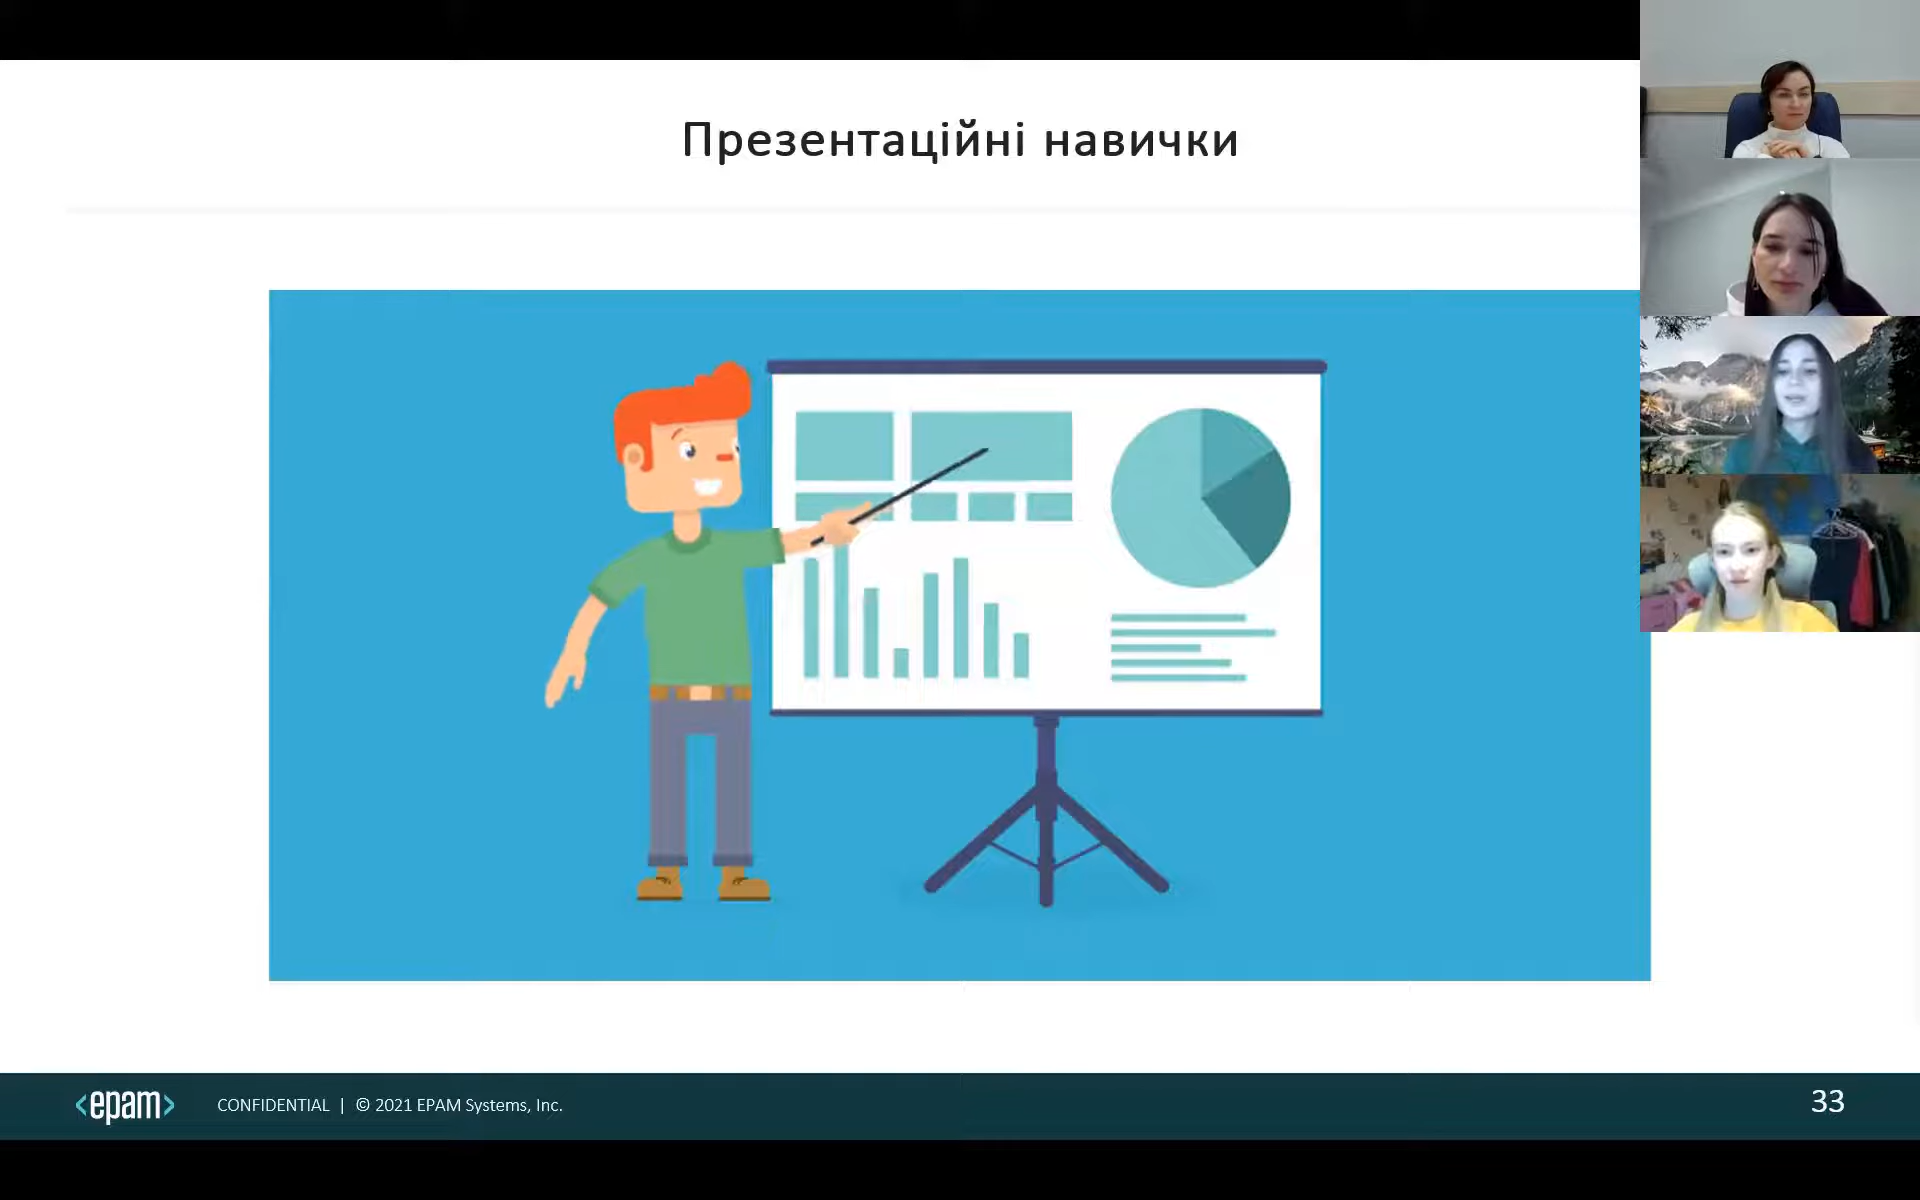 Презентаційні навички
<epam> CONFIDENTIAL | © 2021 EPAM Systems, Inc. 33